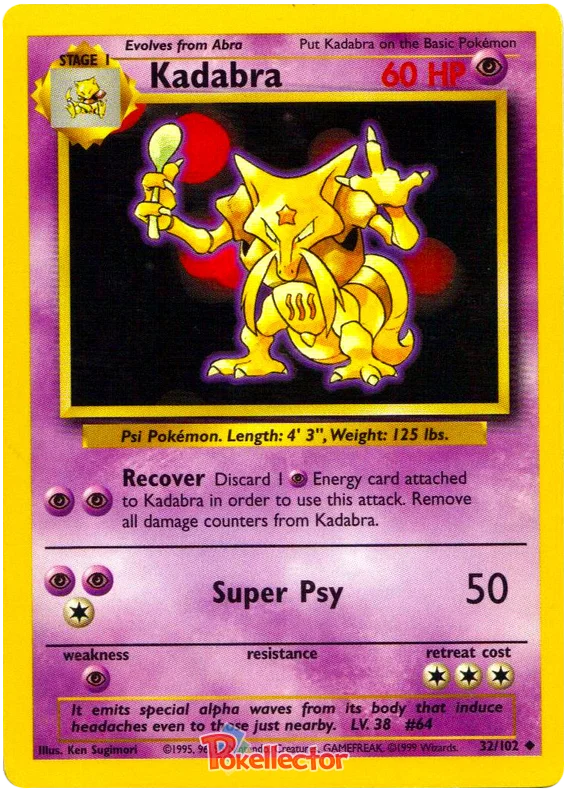 Evolves from Abra Put Kadabra on the Basic Pokémon
STAGE 1
Kadabra 60 HP
Psi Pokémon. Length: 4' 3", Weight: 125 lbs.
Recover Discard 1 Energy card attached
to Kadabra in order to use this attack. Remove
all damage counters from Kadabra.
Super Psy 50
weakness resistance retreat cost
It emits special alpha waves from its body that induce
headaches even to those just nearby. LV. 38 #64
Illus. Ken Sugimori ©1995, 96, Nintendo, Creatures, GAMEFREAK. ©1999 Wizards. 32/102
Pokellector